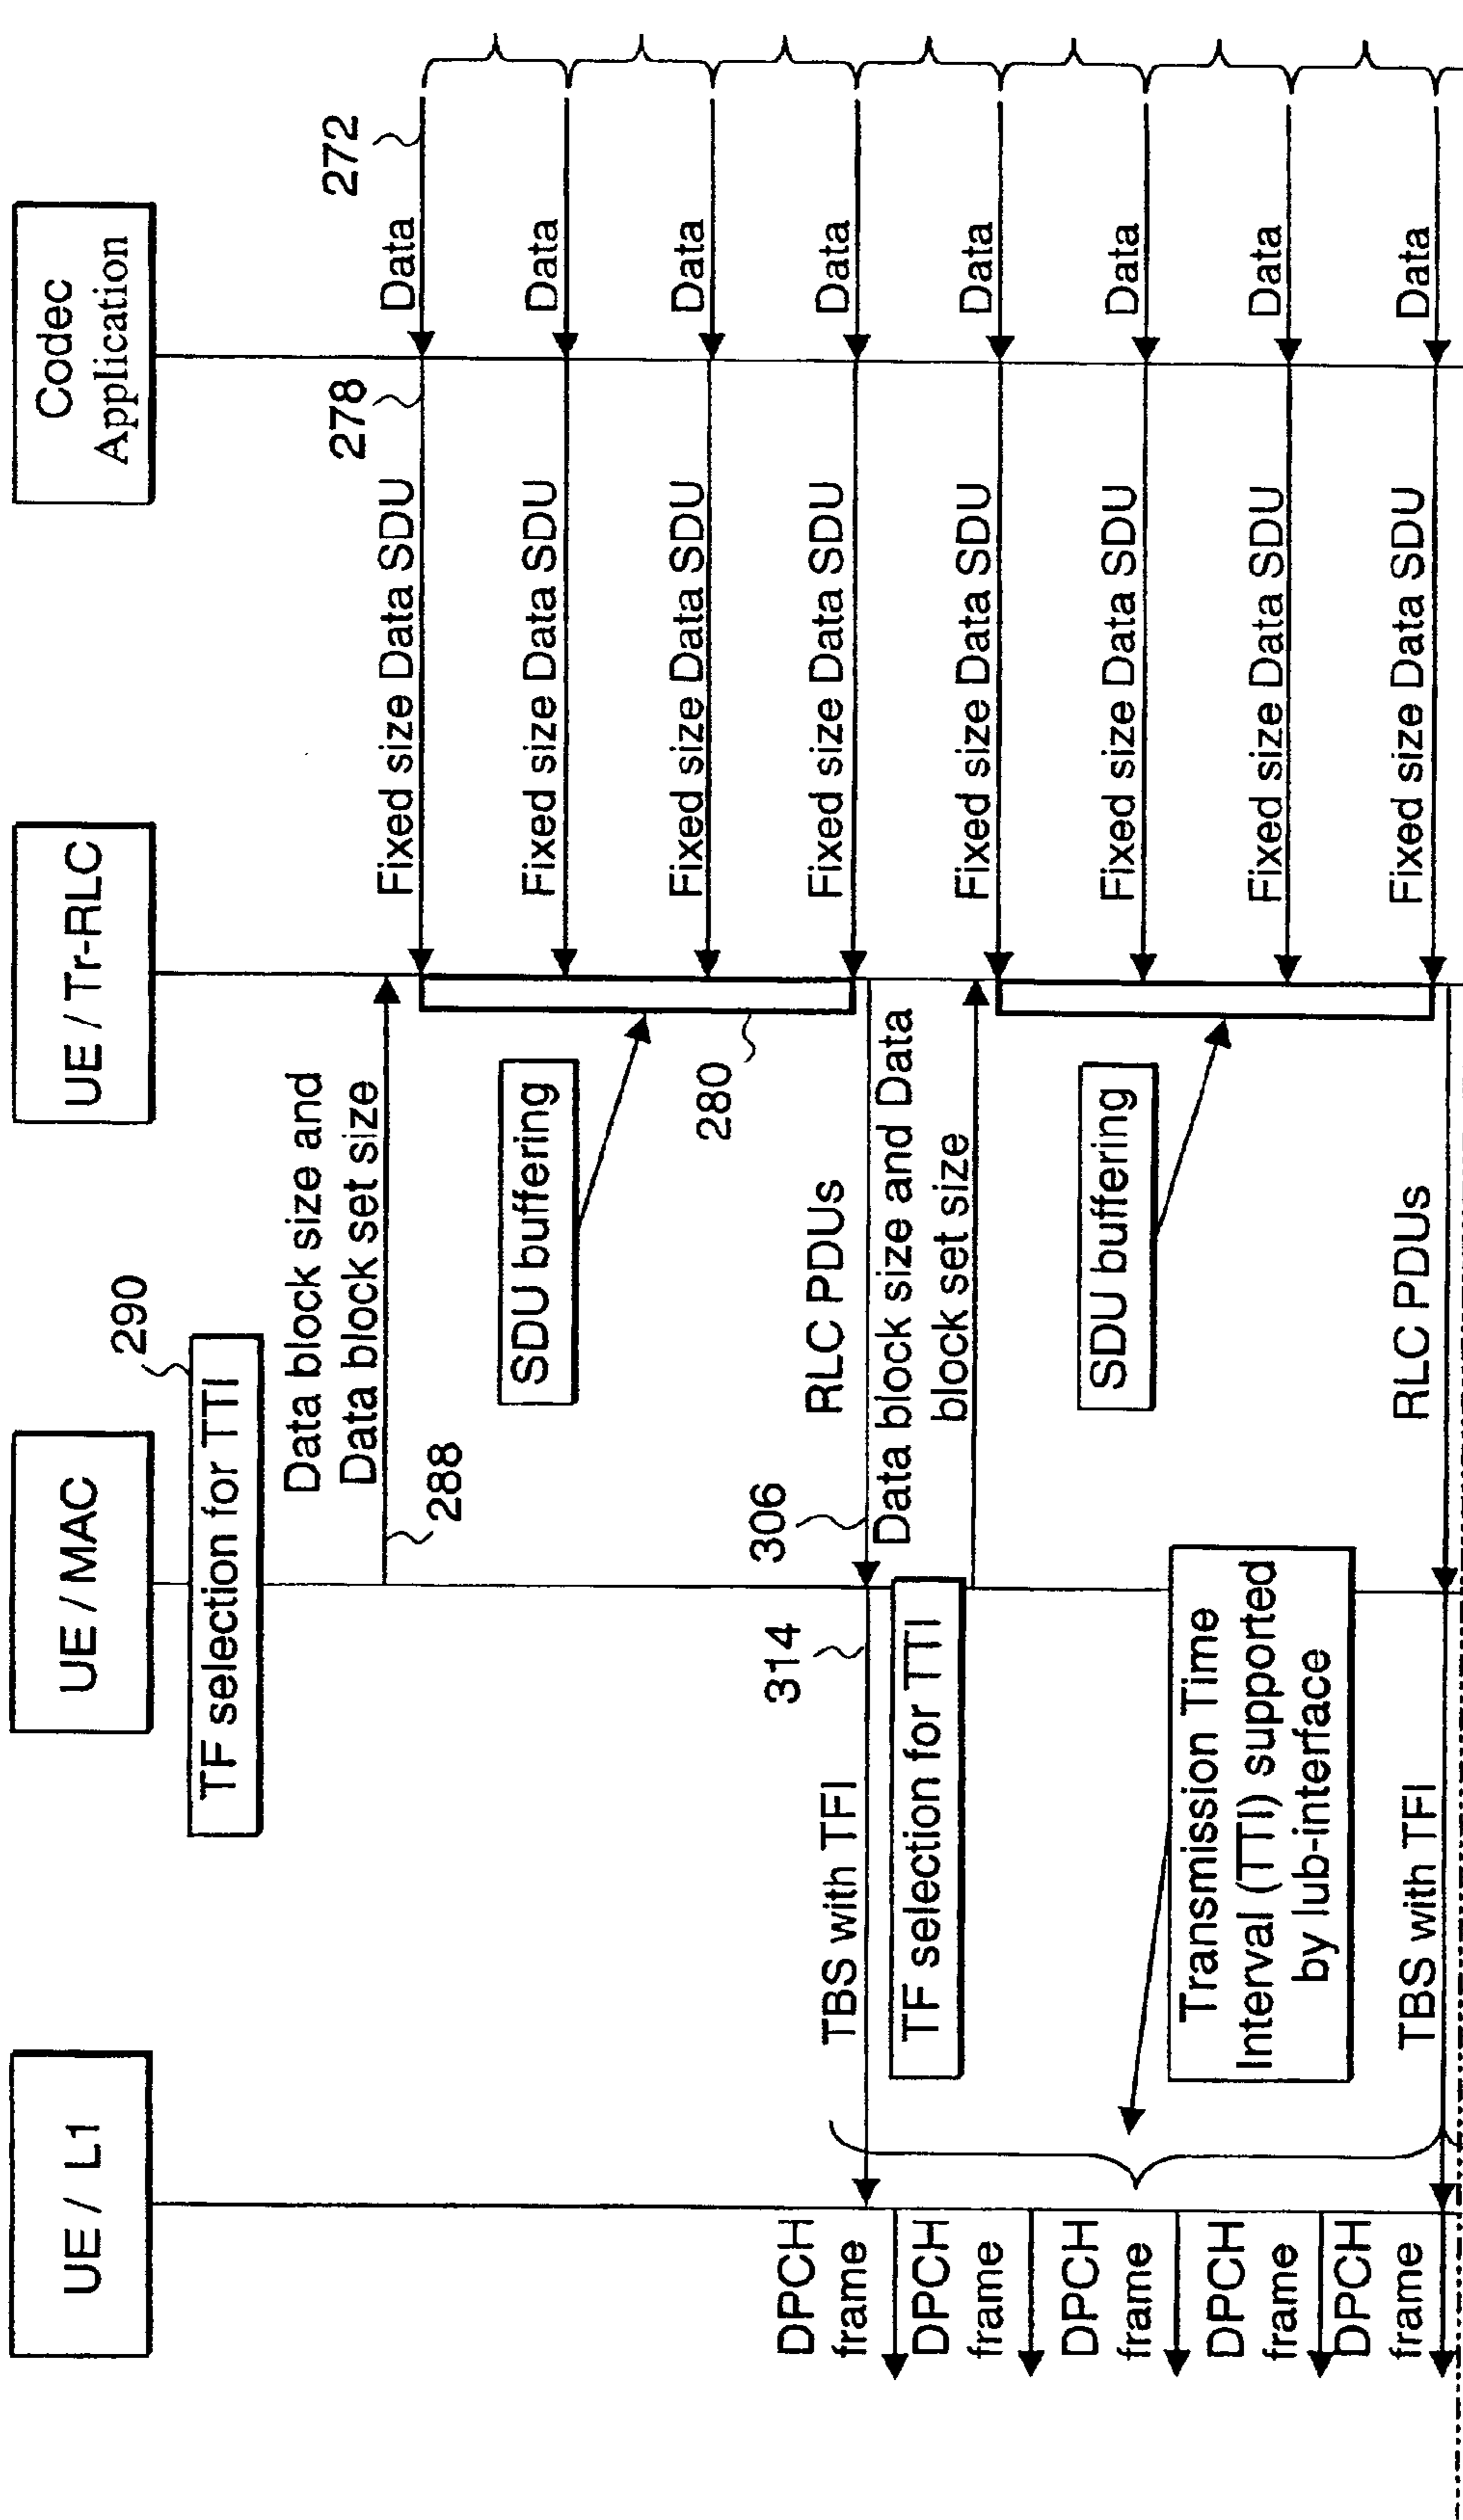 UE / L1
UE / MAC
UE / Tr-RLC
Codec
Application
290
TF selection for TTI
Data block size and
Data block set size
288
272
Data
278
Fixed size Data SDU
SDU buffering
Data
Fixed size Data SDU
280
Data
Fixed size Data SDU
Data
Fixed size Data SDU
306
RLC PDUs
314
TBS with TFI
DPCH
frame
Data block size and Data
block set size
TF selection for TTI
DPCH
frame
Data
Fixed size Data SDU
SDU buffering
DPCH
frame
Data
Fixed size Data SDU
Transmission Time
Interval (TTI) supported
by Iub-interface
DPCH
frame
Data
Fixed size Data SDU
DPCH
frame
TBS with TFI
RLC PDUs
Fixed size Data SDU
Data